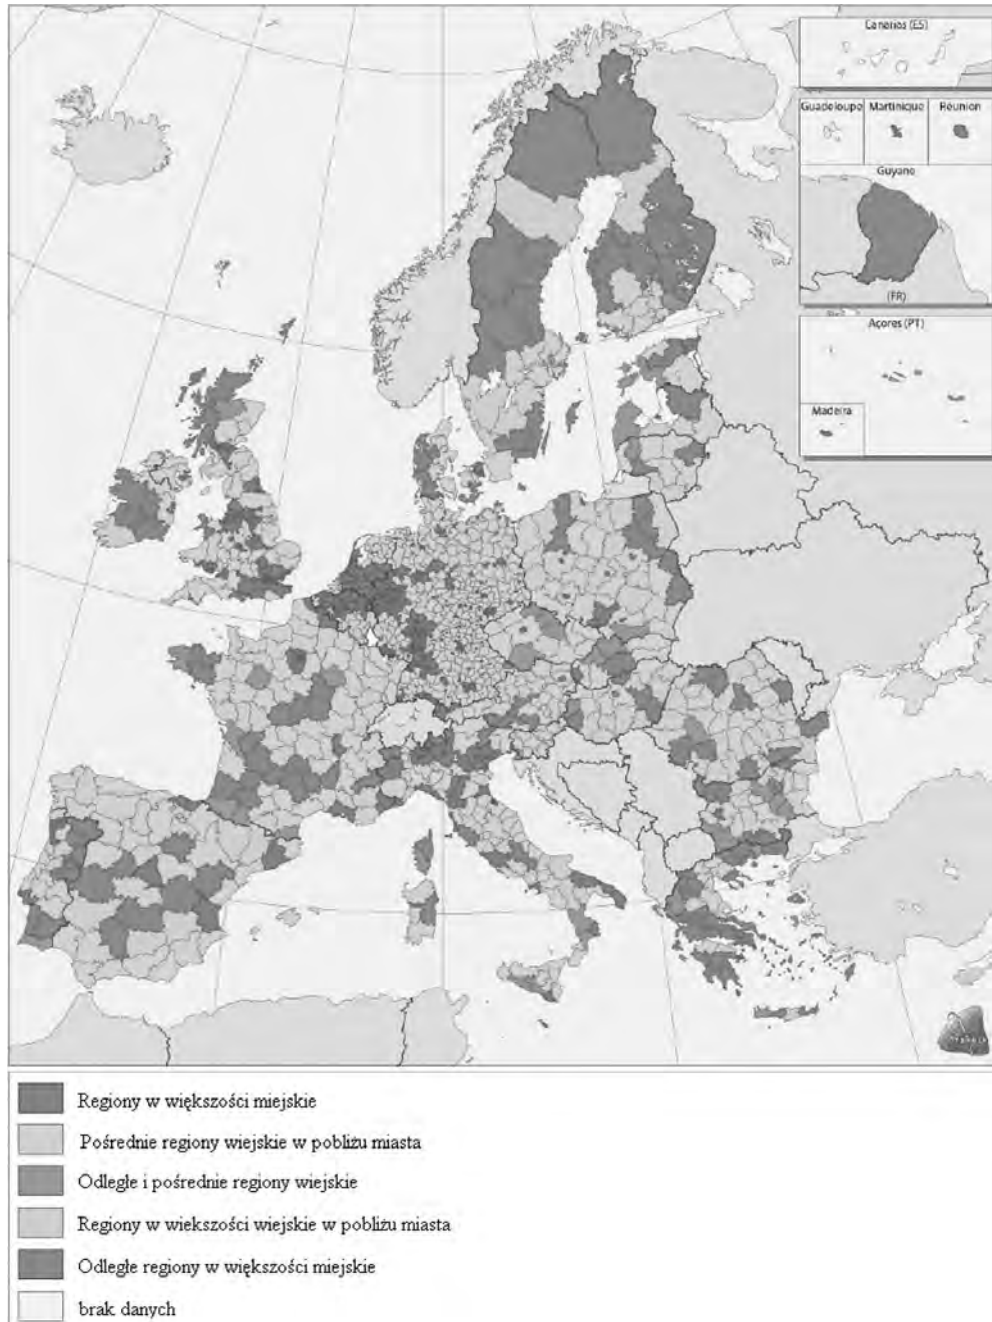 Canarias (ES)
Guadeloupe
Martinique
Réunion
Guyane
(FR)
Açores (PT)
Madeira
Regiony w większości miejskie
Pośrednie regiony wiejskie w pobliżu miasta
Odległe i pośrednie regiony wiejskie
Regiony w wiekszości wiejskie w pobliżu miasta
Odległe regiony w większości miejskie
brak danych